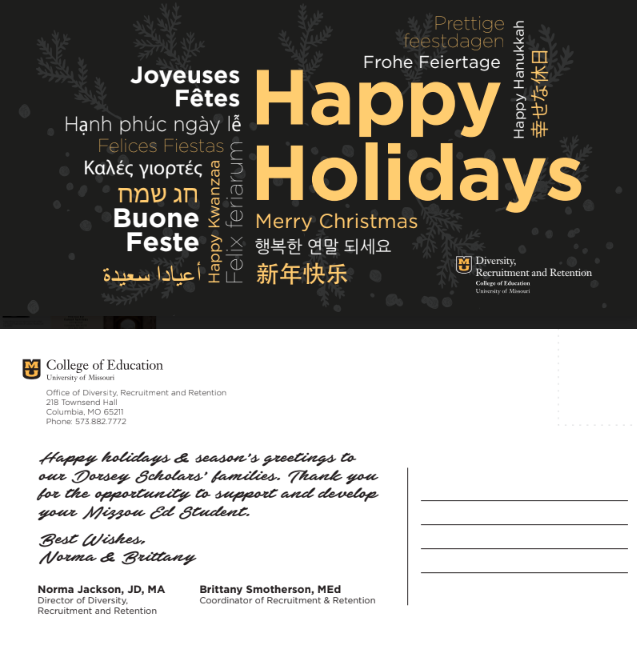 Prettige
feestdagen
Frohe Feiertage
Happy Hanukkah
幸せな休日
Joyeuses
Fêtes
Hạnh phúc ngày lễ
Felices Fiestas
Καλές γιορτές
חג שמח
Buone
Feste
أعيادا سعيدة
Happy Kwanzaa
Felix feriarum
Happy
Holidays
Merry Christmas
행복한 연말 되세요
新年快乐
Diversity,
Recruitment and Retention
College of Education
University of Missouri
College of Education
University of Missouri
Office of Diversity, Recruitment and Retention
218 Townsend Hall
Columbia, MO 65211
Phone: 573.882.7772
Happy holidays & season's greetings to
our Dorsey Scholars' families. Thank you
for the opportunity to support and develop
your Mizzou Ed Student.
Best Wishes,
Norma & Brittany
Norma Jackson, JD, MA
Director of Diversity,
Recruitment and Retention
Brittany Smotherson, MEd
Coordinator of Recruitment & Retention